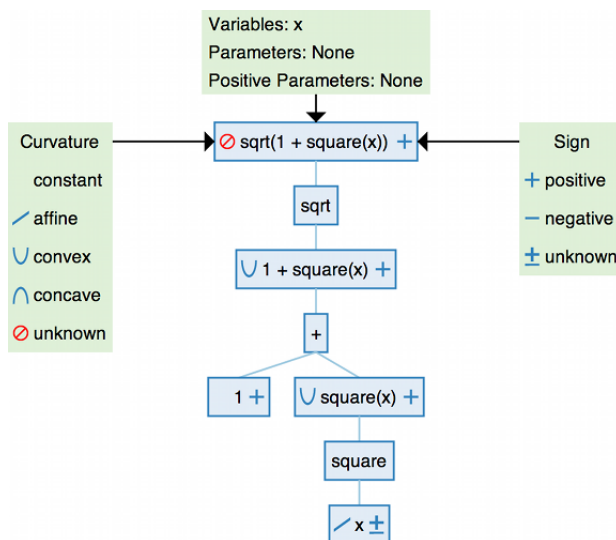 Variables: x
Parameters: None
Positive Parameters: None
Curvature
constant
affine
convex
concave
unknown
sqrt(1 + square(x)) +
Sign
+ positive
− negative
± unknown
sqrt
1 + square(x) +
+
1 +
square(x) +
square
x ±